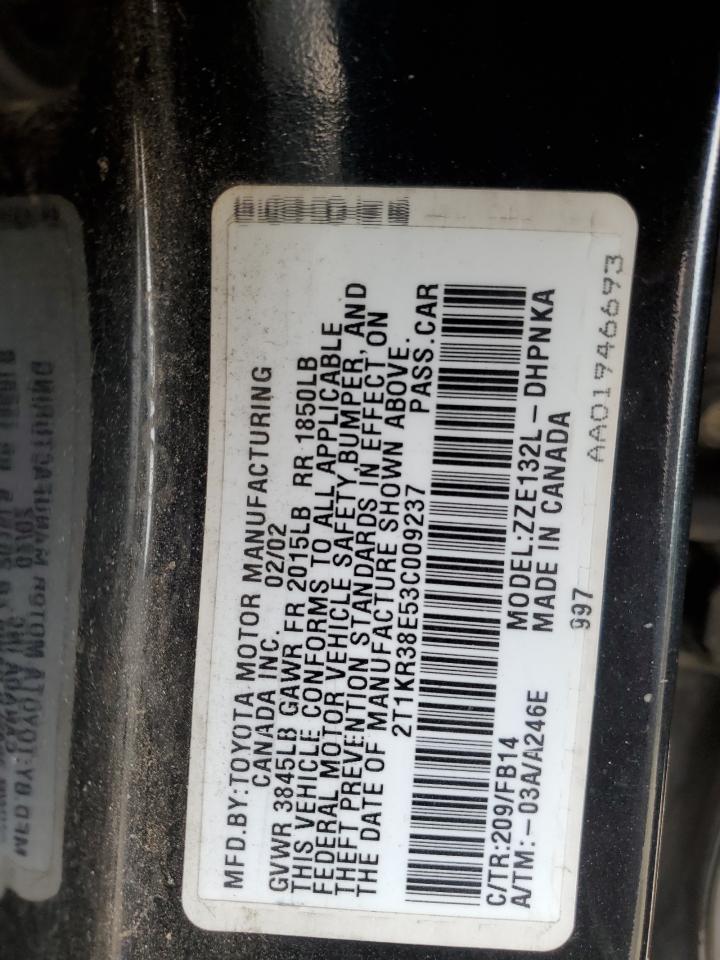 MFD.BY:TOYOTA MOTOR MANUFACTURING
CANADA INC. 02/02
GVWR 3845LB GAWR FR 2015LB RR 1850LB
THIS VEHICLE CONFORMS TO ALL APPLICABLE
FEDERAL MOTOR VEHICLE SAFETY,BUMPER, AND
THEFT PREVENTION STANDARDS IN EFFECT ON
THE DATE OF MANUFACTURE SHOWN ABOVE.
2T1KR38E53C009237 PASS.CAR
C/TR:209/FB14 MODEL:ZZE132L-DHPNKA
A/TM:-03A/A246E MADE IN CANADA
997 AA01946693